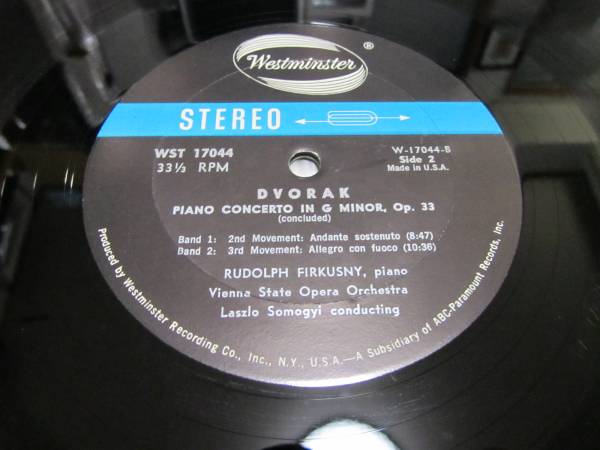 Westminster ®
STEREO
WST 17044
33⅓ RPM
W-17044-B
Side 2
Made in U.S.A.
DVORAK
PIANO CONCERTO IN G MINOR, Op. 33
(concluded)
Band 1: 2nd Movement: Andante sostenuto (8:47)
Band 2: 3rd Movement: Allegro con fuoco (10:36)
RUDOLPH FIRKUSNY, piano
Vienna State Opera Orchestra
Laszlo Somogyi conducting
Produced by Westminster Recording Co., Inc., N.Y., U.S.A.—A Subsidiary of ABC-Paramount Records, Inc.